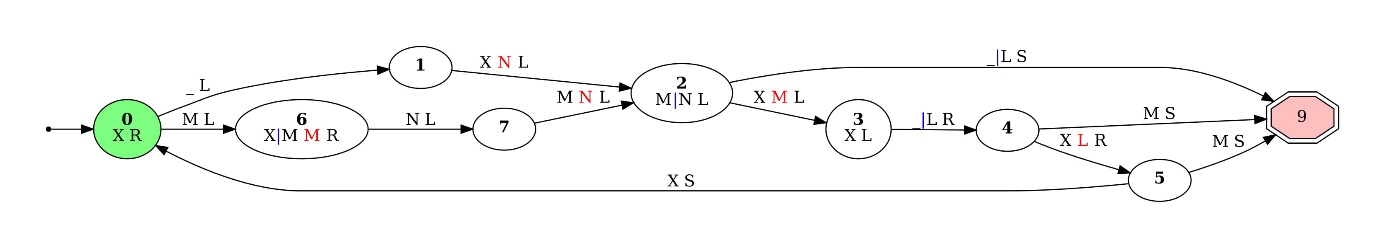 0
X R
_ L
1
X N L
M L
6
X|M M R
N L
7
M N L
2
M|N L
_|L S
X M L
3
X L
_|L R
4
M S
X L R
5
M S
X S
9